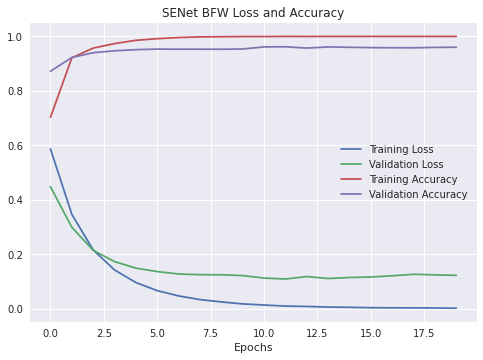 SENet BFW Loss and Accuracy
1.0
0.8
0.6
0.4
0.2
0.0
Training Loss
Validation Loss
Training Accuracy
Validation Accuracy
0.0 2.5 5.0 7.5 10.0 12.5 15.0 17.5
Epochs